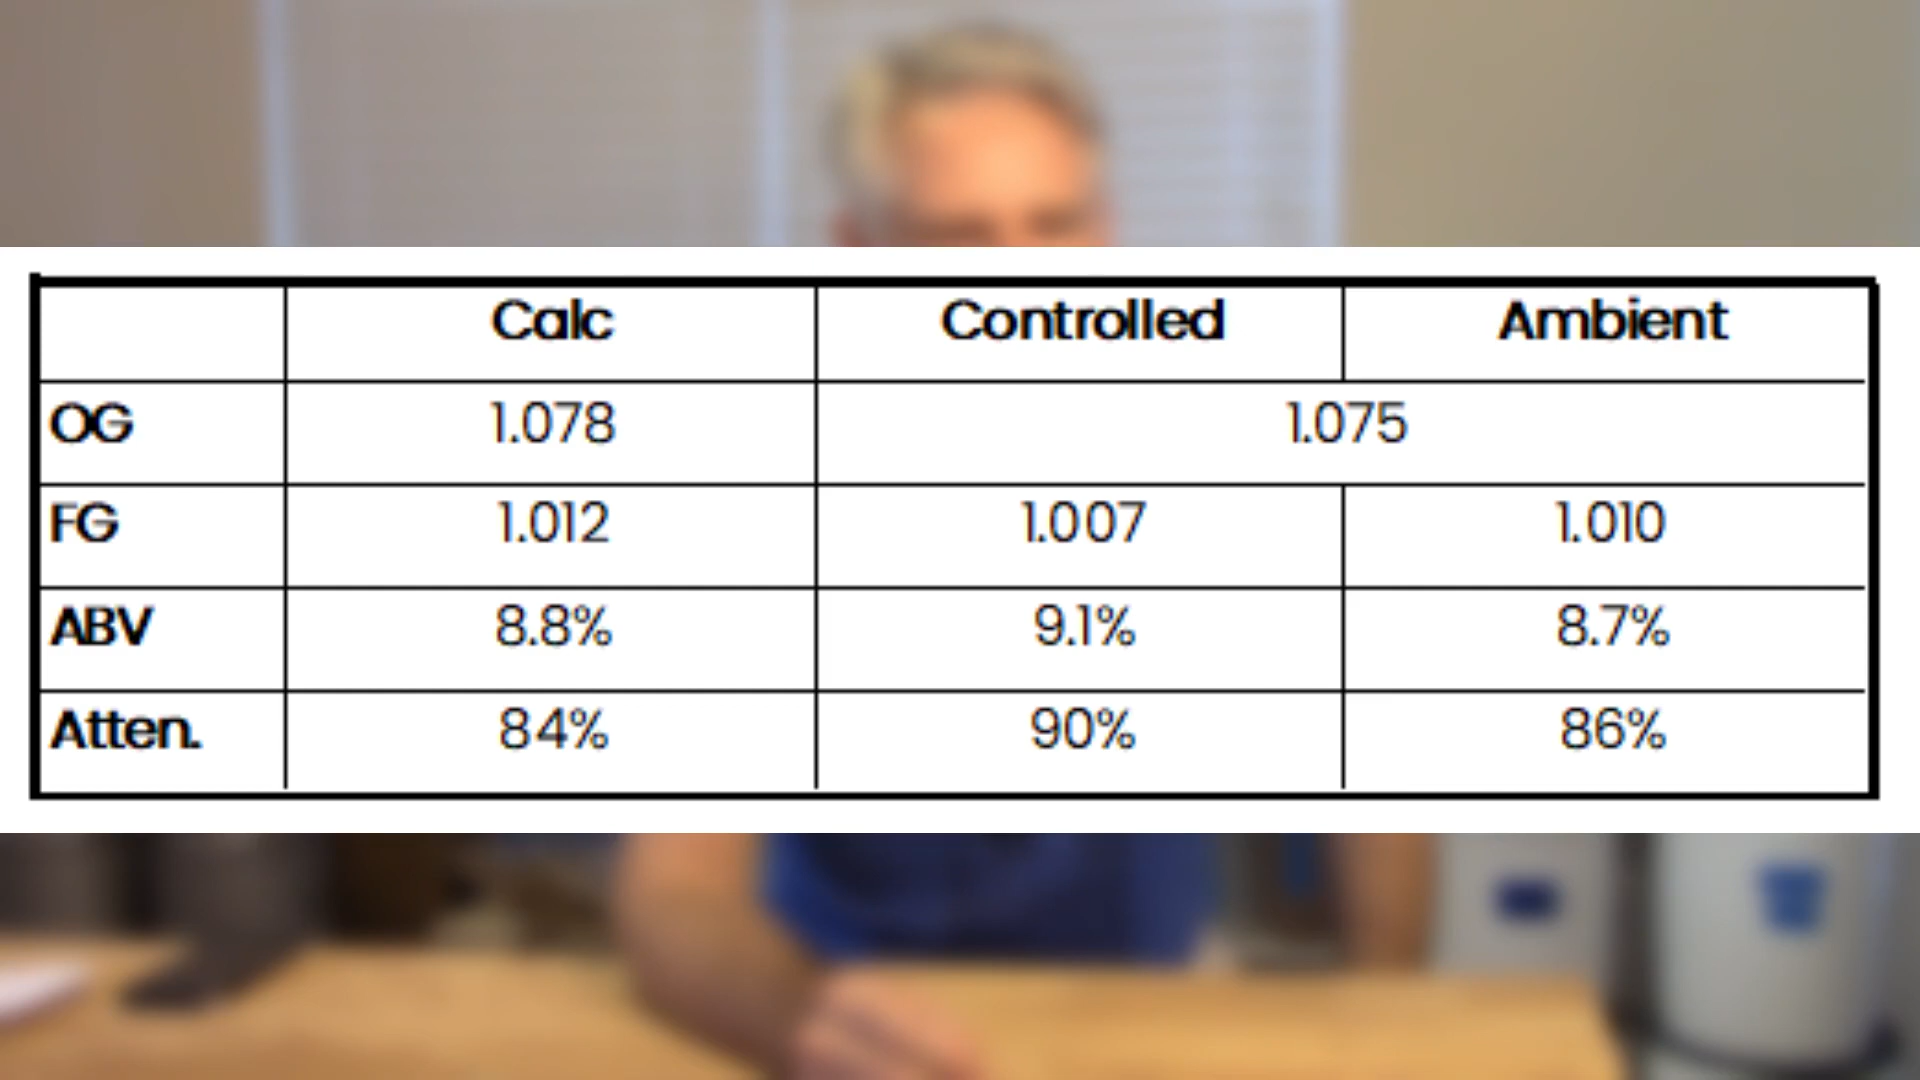 Calc Controlled Ambient
OG 1.078 1.075
FG 1.012 1.007 1.010
ABV 8.8% 9.1% 8.7%
Atten. 84% 90% 86%